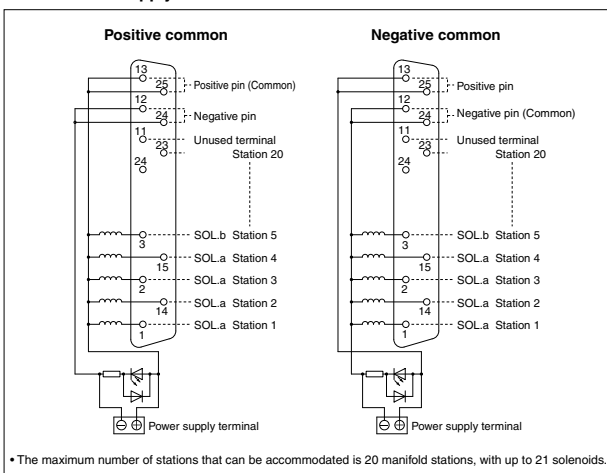 Positive common
13
25
Positive pin (Common)
12
24
Negative pin
11
Unused terminal
23
Station 20
24
SOL.b Station 5
3
SOL.a Station 4
15
SOL.a Station 3
2
SOL.a Station 2
14
SOL.a Station 1
1
⊖ ⊕ Power supply terminal
Negative common
13
25
Positive pin
12
24
Negative pin (Common)
11
Unused terminal
23
Station 20
24
SOL.b Station 5
3
SOL.a Station 4
15
SOL.a Station 3
2
SOL.a Station 2
14
SOL.a Station 1
1
⊖ ⊕ Power supply terminal
• The maximum number of stations that can be accommodated is 20 manifold stations, with up to 21 solenoids.